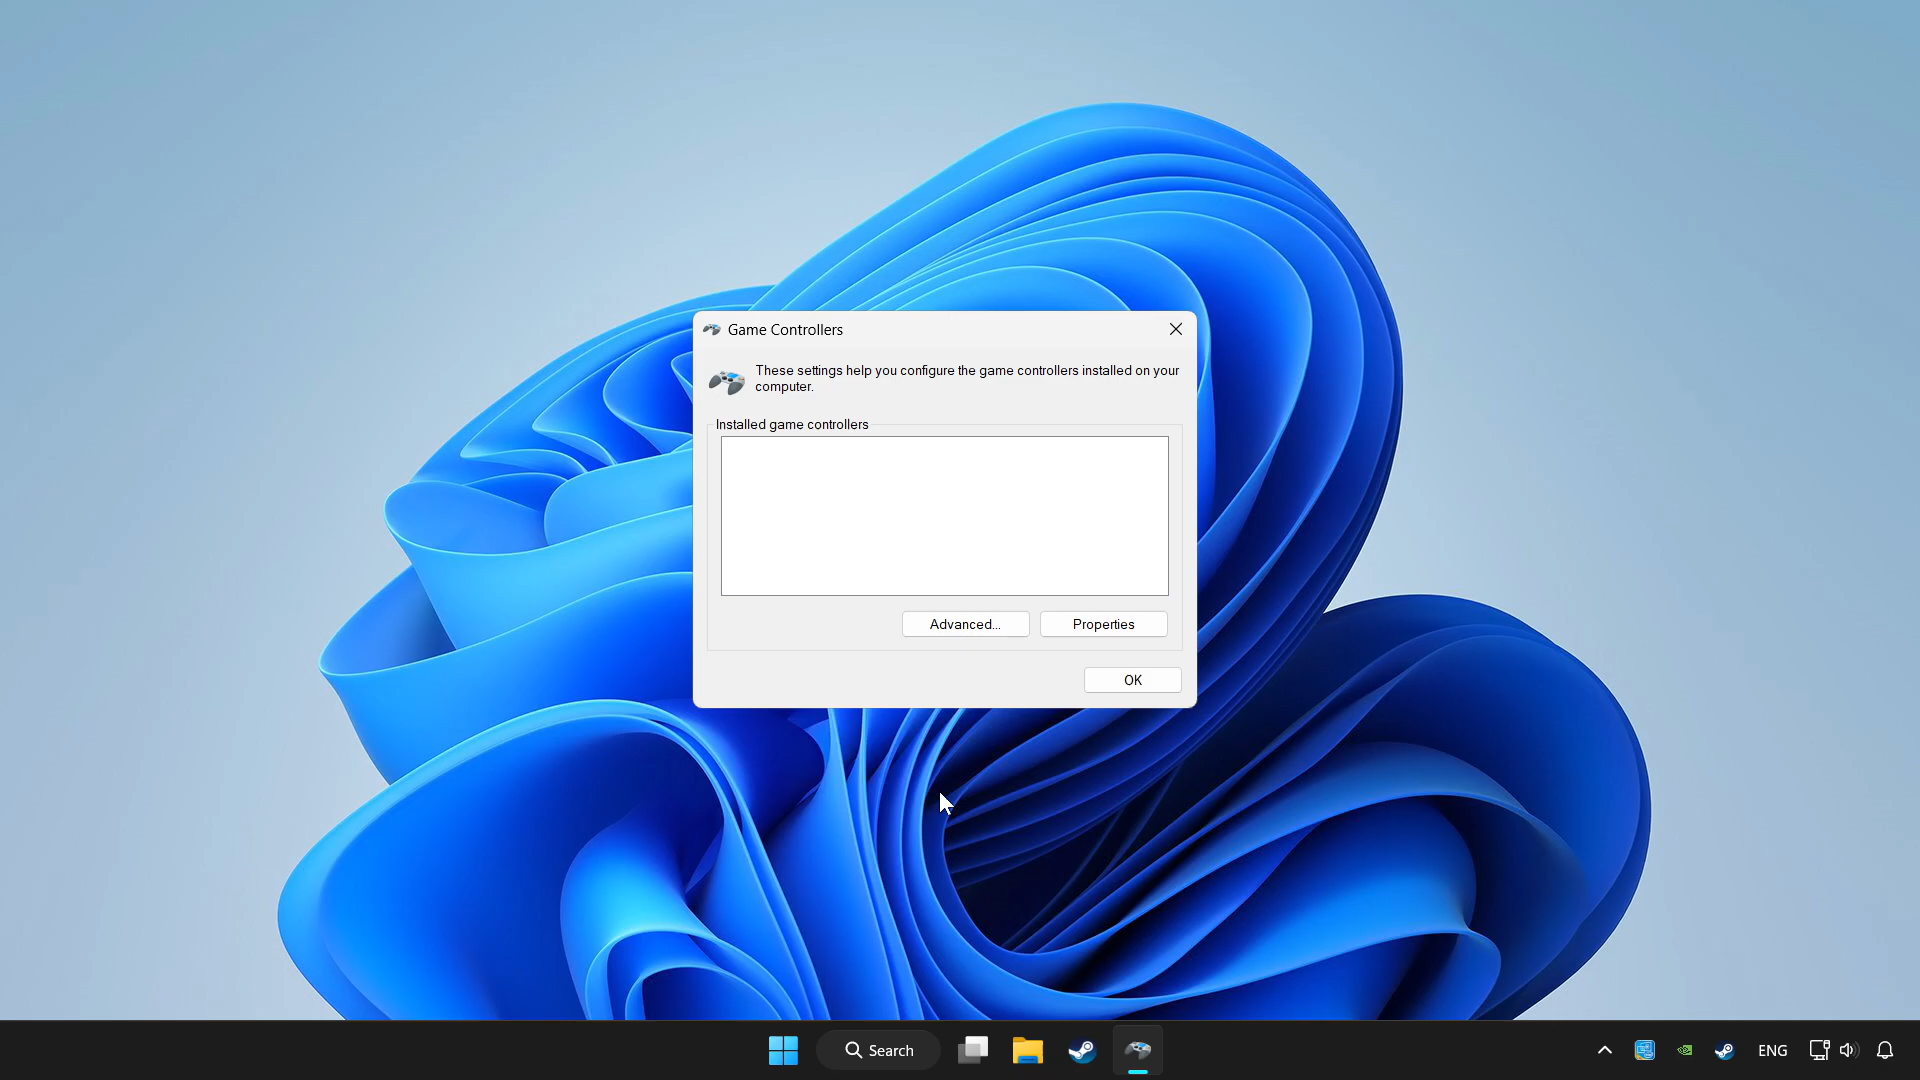 Game Controllers
These settings help you configure the game controllers installed on your
computer.
Installed game controllers
Advanced...
Properties
OK
Search
ENG